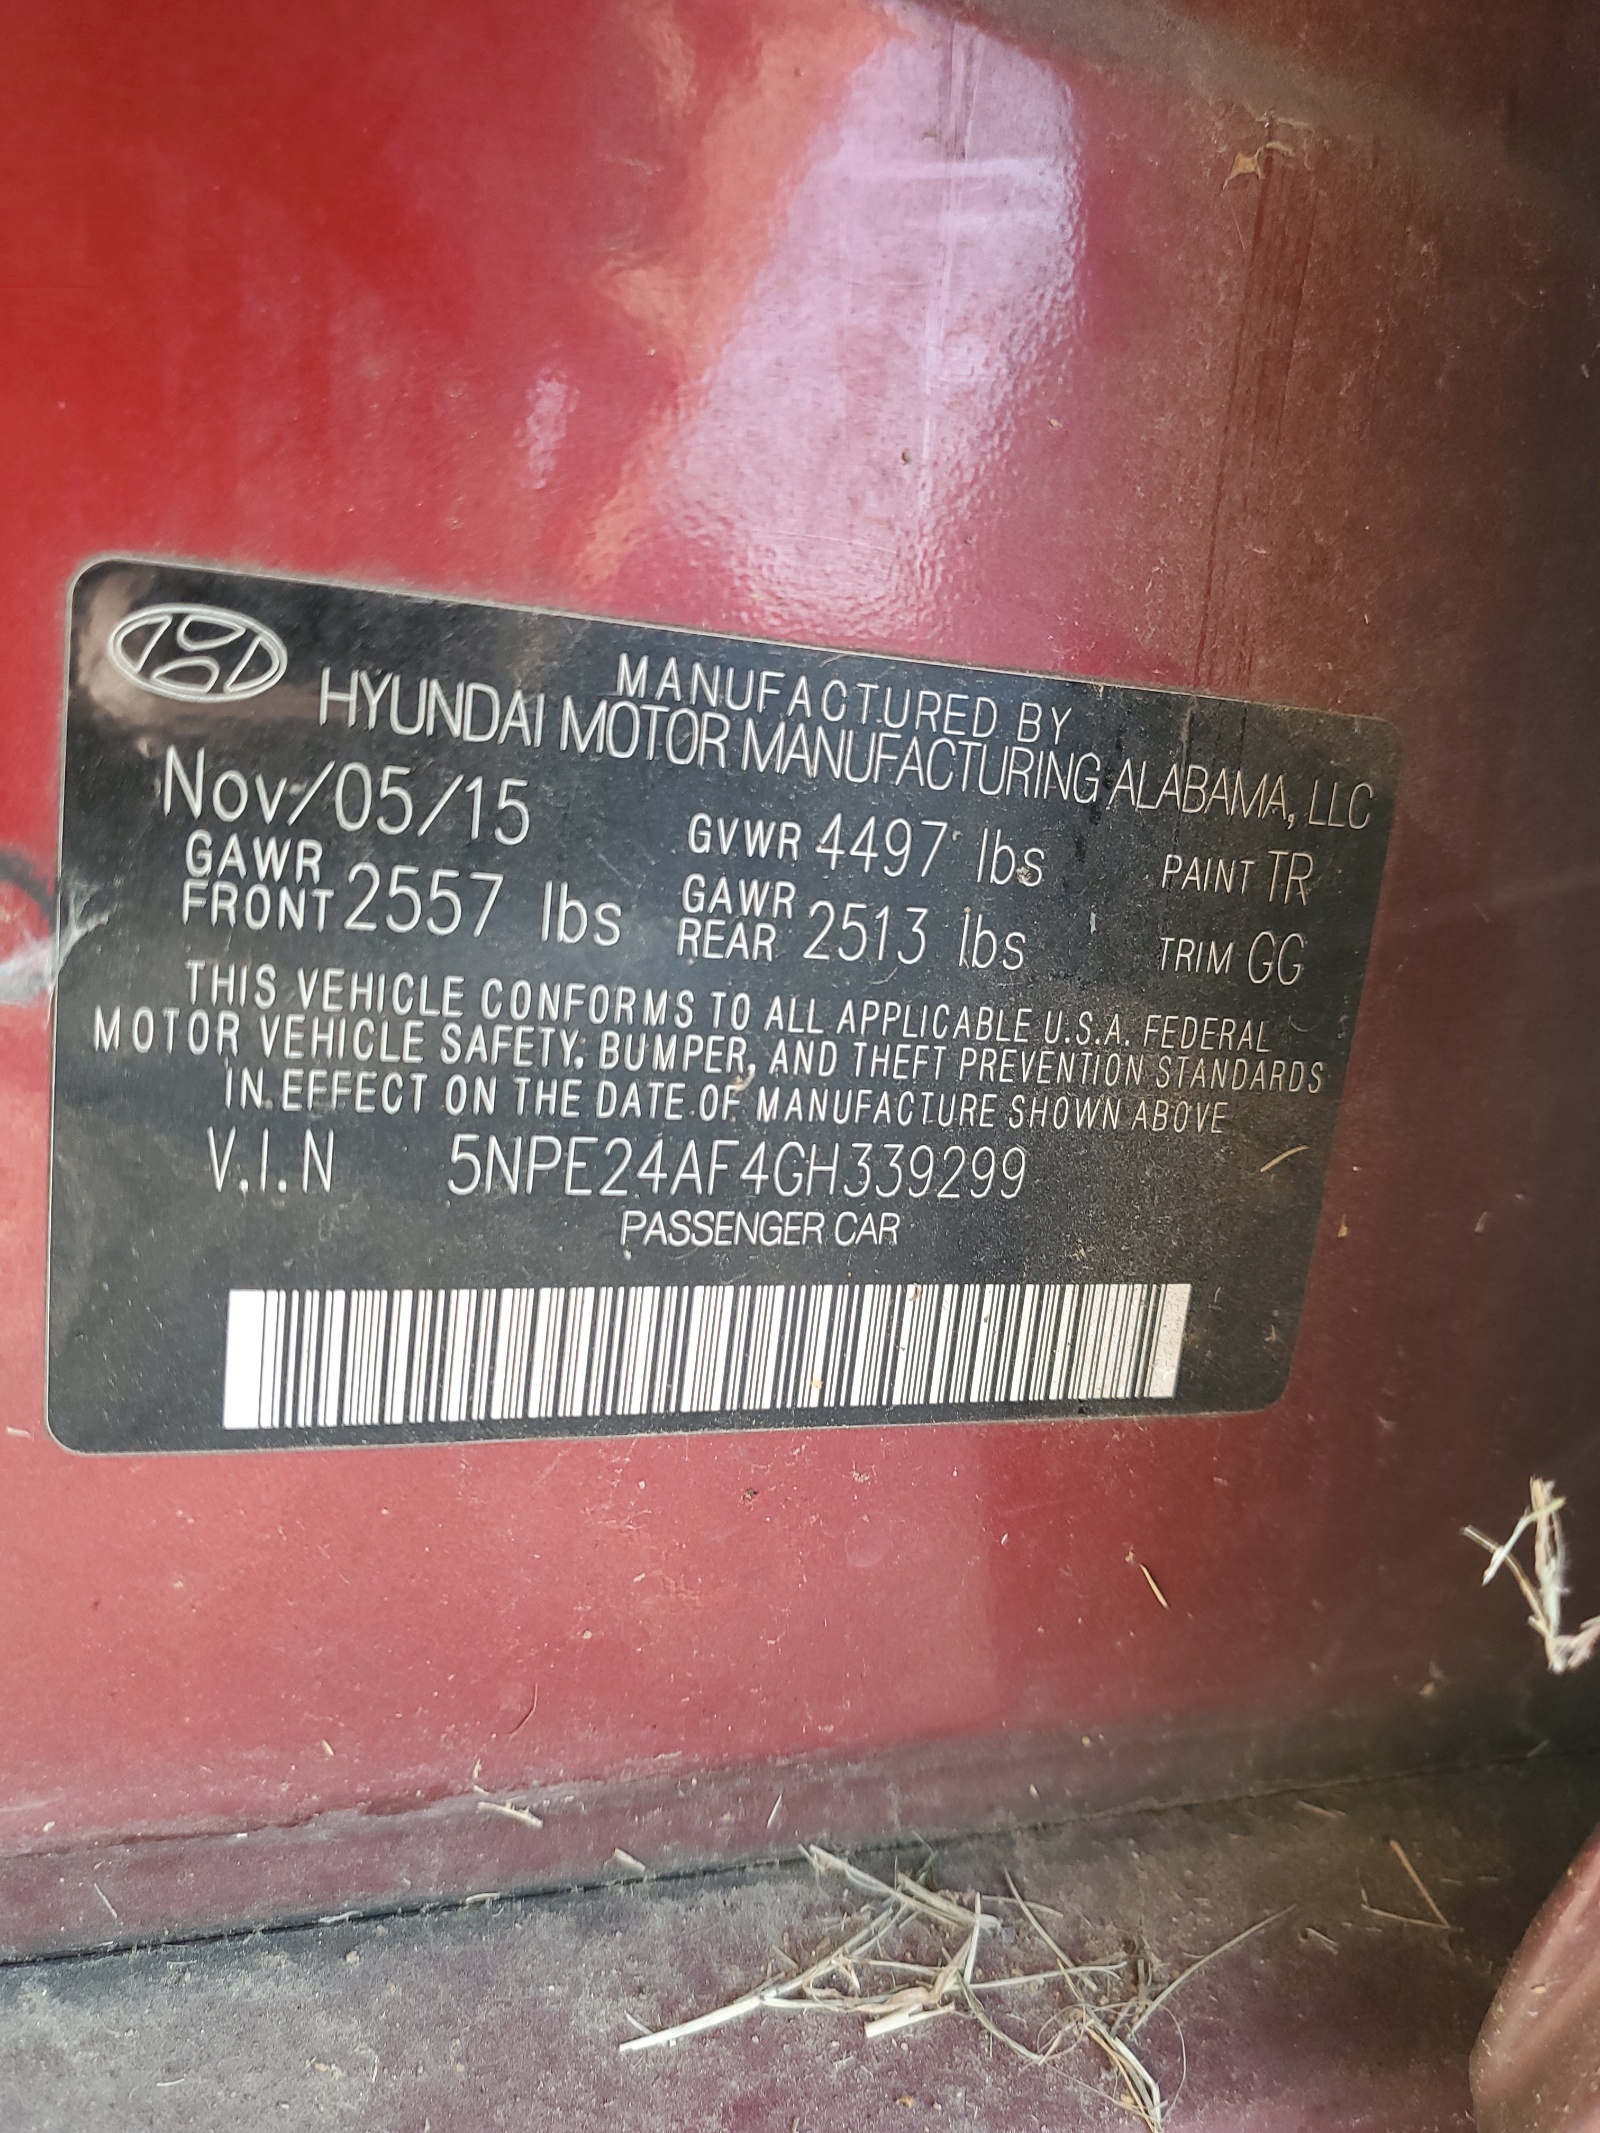 MANUFACTURED BY
HYUNDAI MOTOR MANUFACTURING ALABAMA, LLC
Nov/05/15 GVWR 4497 lbs PAINT TR
GAWR FRONT 2557 lbs GAWR REAR 2513 lbs TRIM GG
THIS VEHICLE CONFORMS TO ALL APPLICABLE U.S.A. FEDERAL
MOTOR VEHICLE SAFETY, BUMPER, AND THEFT PREVENTION STANDARDS
IN EFFECT ON THE DATE OF MANUFACTURE SHOWN ABOVE
V.I.N 5NPE24AF4GH339299
PASSENGER CAR